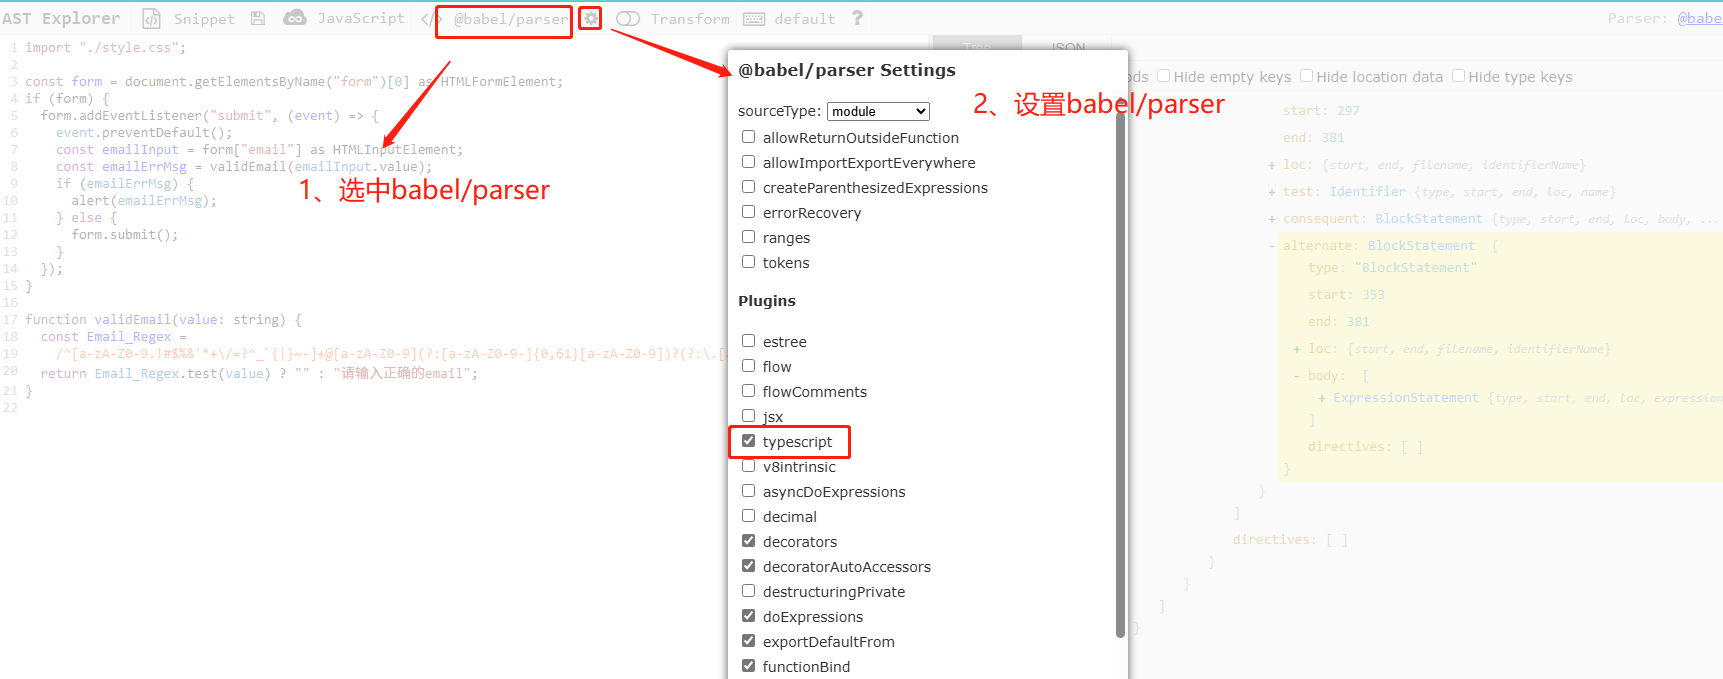 AST Explorer Snippet JavaScript </> @babel/parser Transform default ? Parser: @babe
1 import "./style.css";
2
3 const form = document.getElementsByName("form")[0] as HTMLFormElement;
4 if (form) {
5 form.addEventListener("submit", (event) => {
6 event.preventDefault();
7 const emailInput = form["email"] as HTMLInputElement;
8 const emailErrMsg = validEmail(emailInput.value);
9 if (emailErrMsg) {
10 alert(emailErrMsg);
11 } else {
12 form.submit();
13 }
14 });
15 }
16
17 function validEmail(value: string) {
18 const Email_Regex =
19 /^[a-zA-Z0-9.!#$%&'*+\/=?^_`{|}~-]+@[a-zA-Z0-9](?:[a-zA-Z0-9-]{0,61}[a-zA-Z0-9])?(?:\.[
20 return Email_Regex.test(value) ? "" : "请输入正确的email";
21 }
22
1、选中babel/parser
@babel/parser Settings
sourceType: module
allowReturnOutsideFunction
allowImportExportEverywhere
createParenthesizedExpressions
errorRecovery
ranges
tokens
Plugins
estree
flow
flowComments
jsx
typescript
v8intrinsic
asyncDoExpressions
decimal
decorators
decoratorAutoAccessors
destructuringPrivate
doExpressions
exportDefaultFrom
functionBind
2、设置babel/parser
Tree JSON
ods Hide empty keys Hide location data Hide type keys
start: 297
end: 381
+ loc: {start, end, filename, identifierName}
+ test: Identifier {type, start, end, loc, name}
+ consequent: BlockStatement {type, start, end, loc, body, ...
- alternate: BlockStatement {
type: "BlockStatement"
start: 353
end: 381
+ loc: {start, end, filename, identifierName}
- body: [
+ ExpressionStatement {type, start, end, loc, expression
]
directives: [ ]
}
}
]
directives: [ ]
}
}
]
}